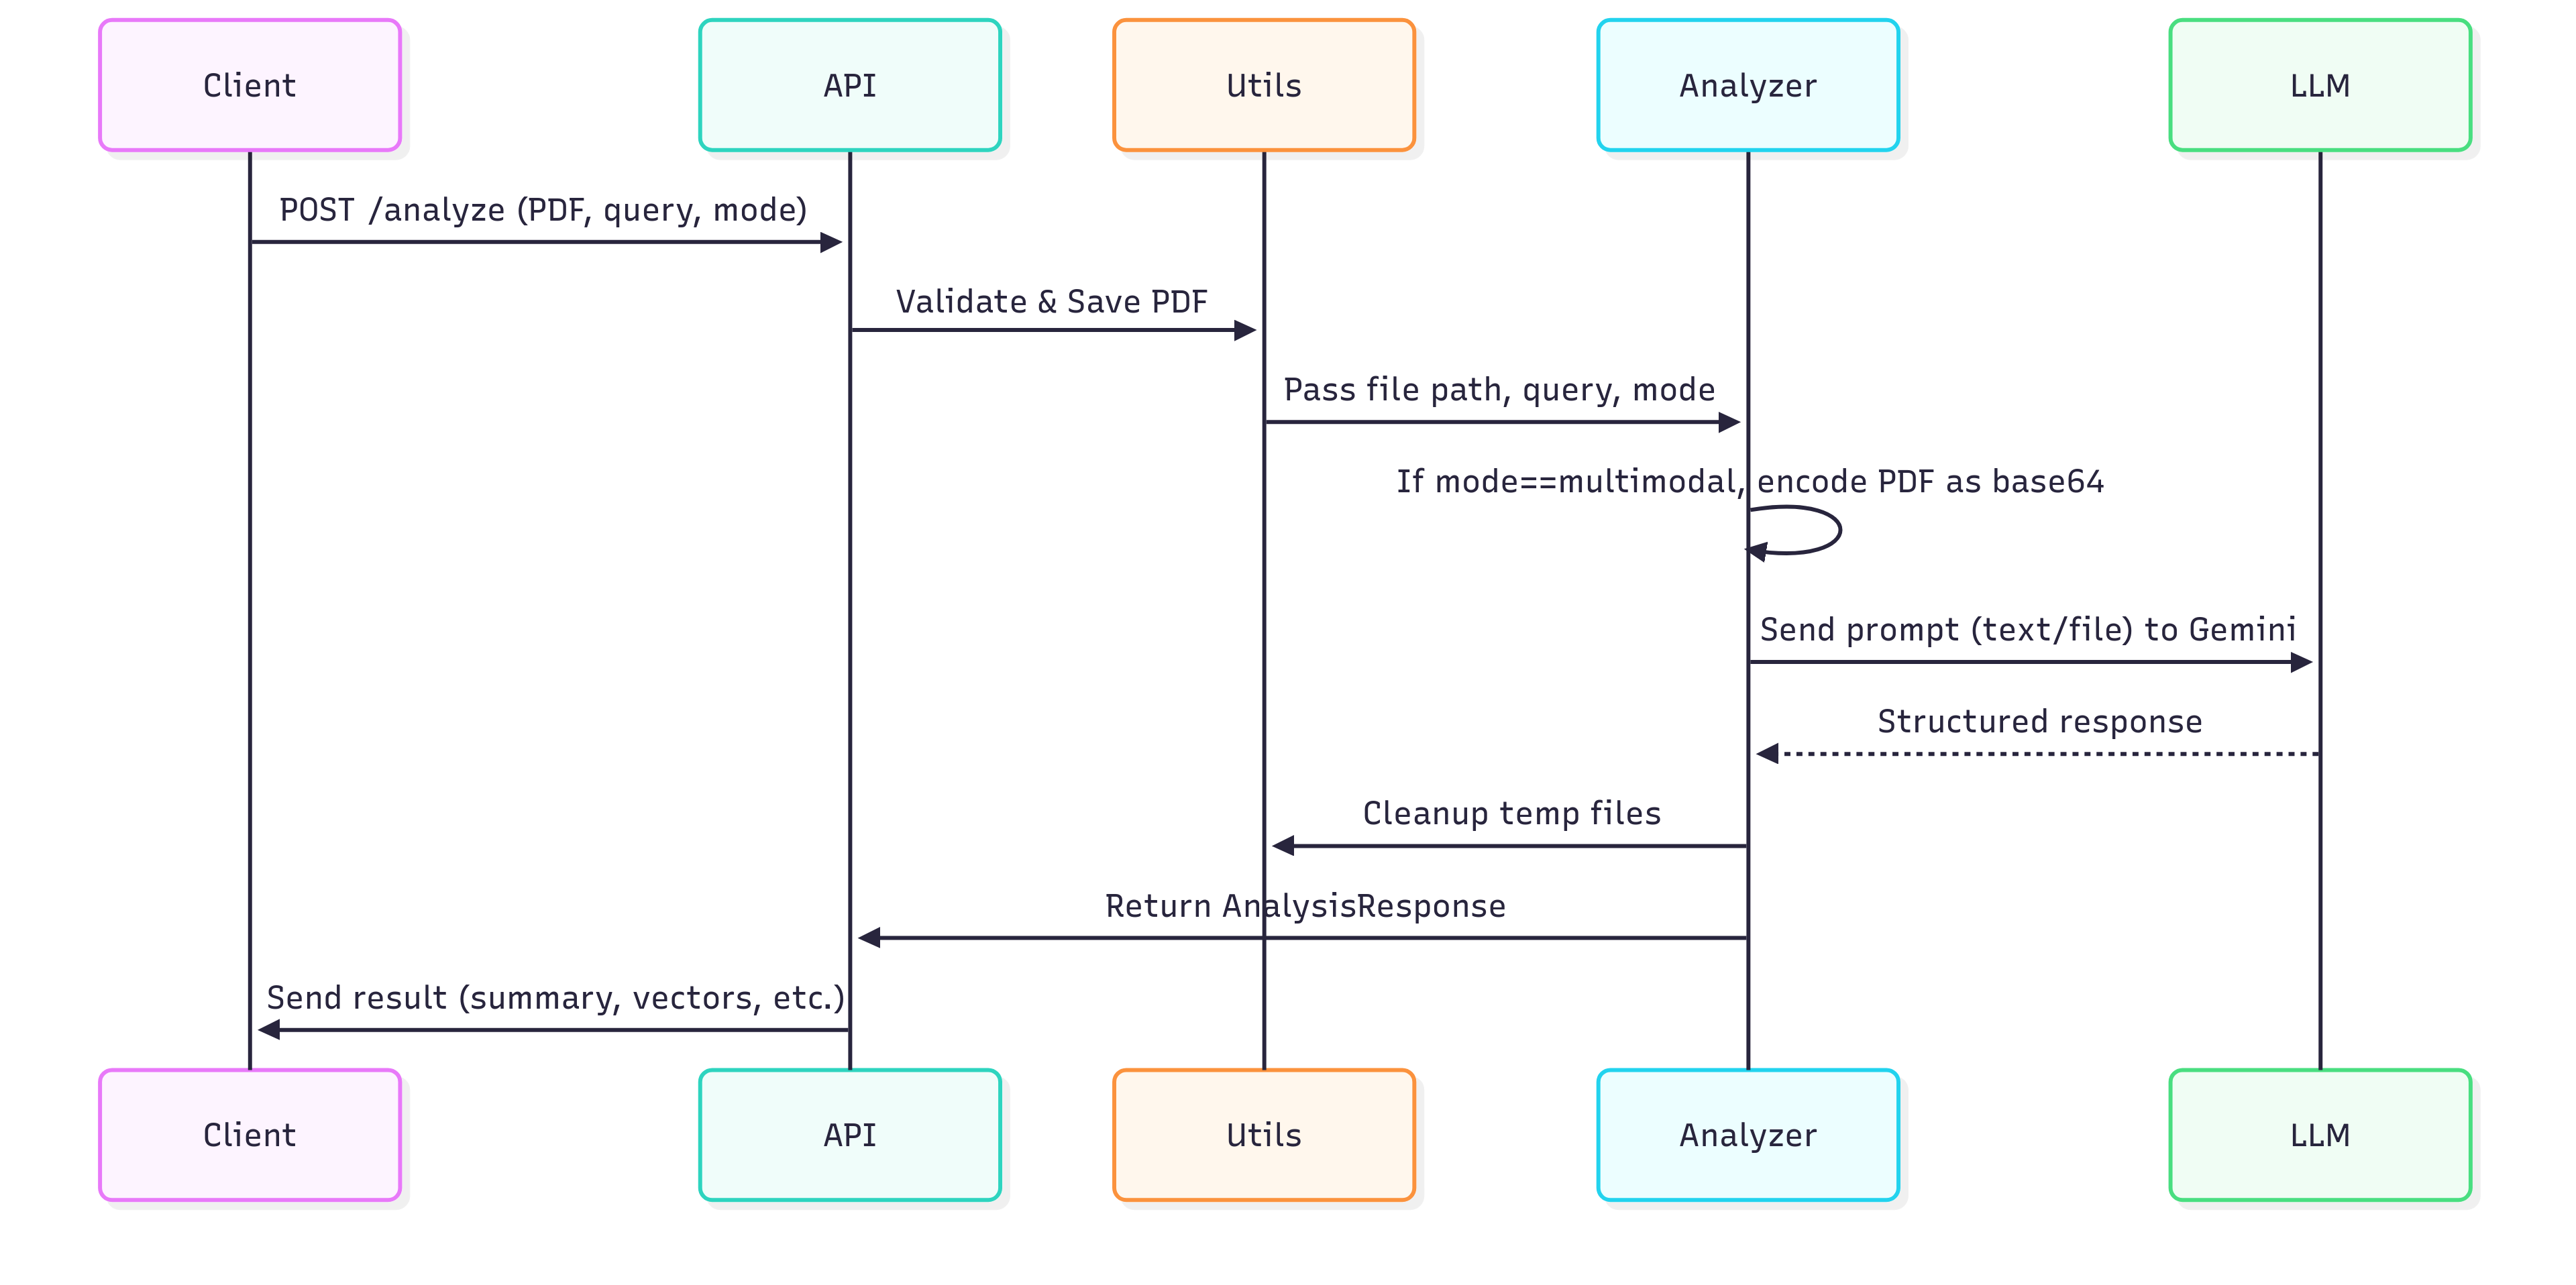 Client
API
Utils
Analyzer
LLM
POST /analyze (PDF, query, mode)
Validate & Save PDF
Pass file path, query, mode
If mode==multimodal, encode PDF as base64
Send prompt (text/file) to Gemini
Structured response
Cleanup temp files
Return AnalysisResponse
Send result (summary, vectors, etc.)
Client
API
Utils
Analyzer
LLM